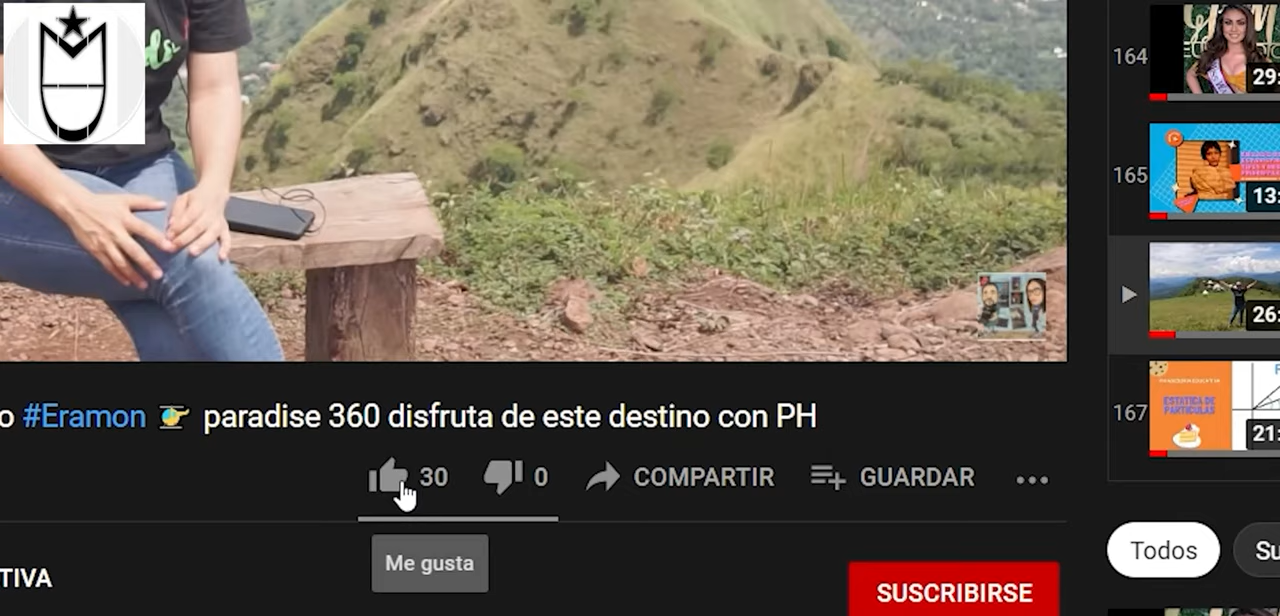 164
29:
165
13:
26:
ESTATICA DE
PARTICULAS
167
21:
o #Eramon paradise 360 disfruta de este destino con PH
30
0
COMPARTIR
GUARDAR
Me gusta
TIVA
SUSCRIBIRSE
Todos
Su